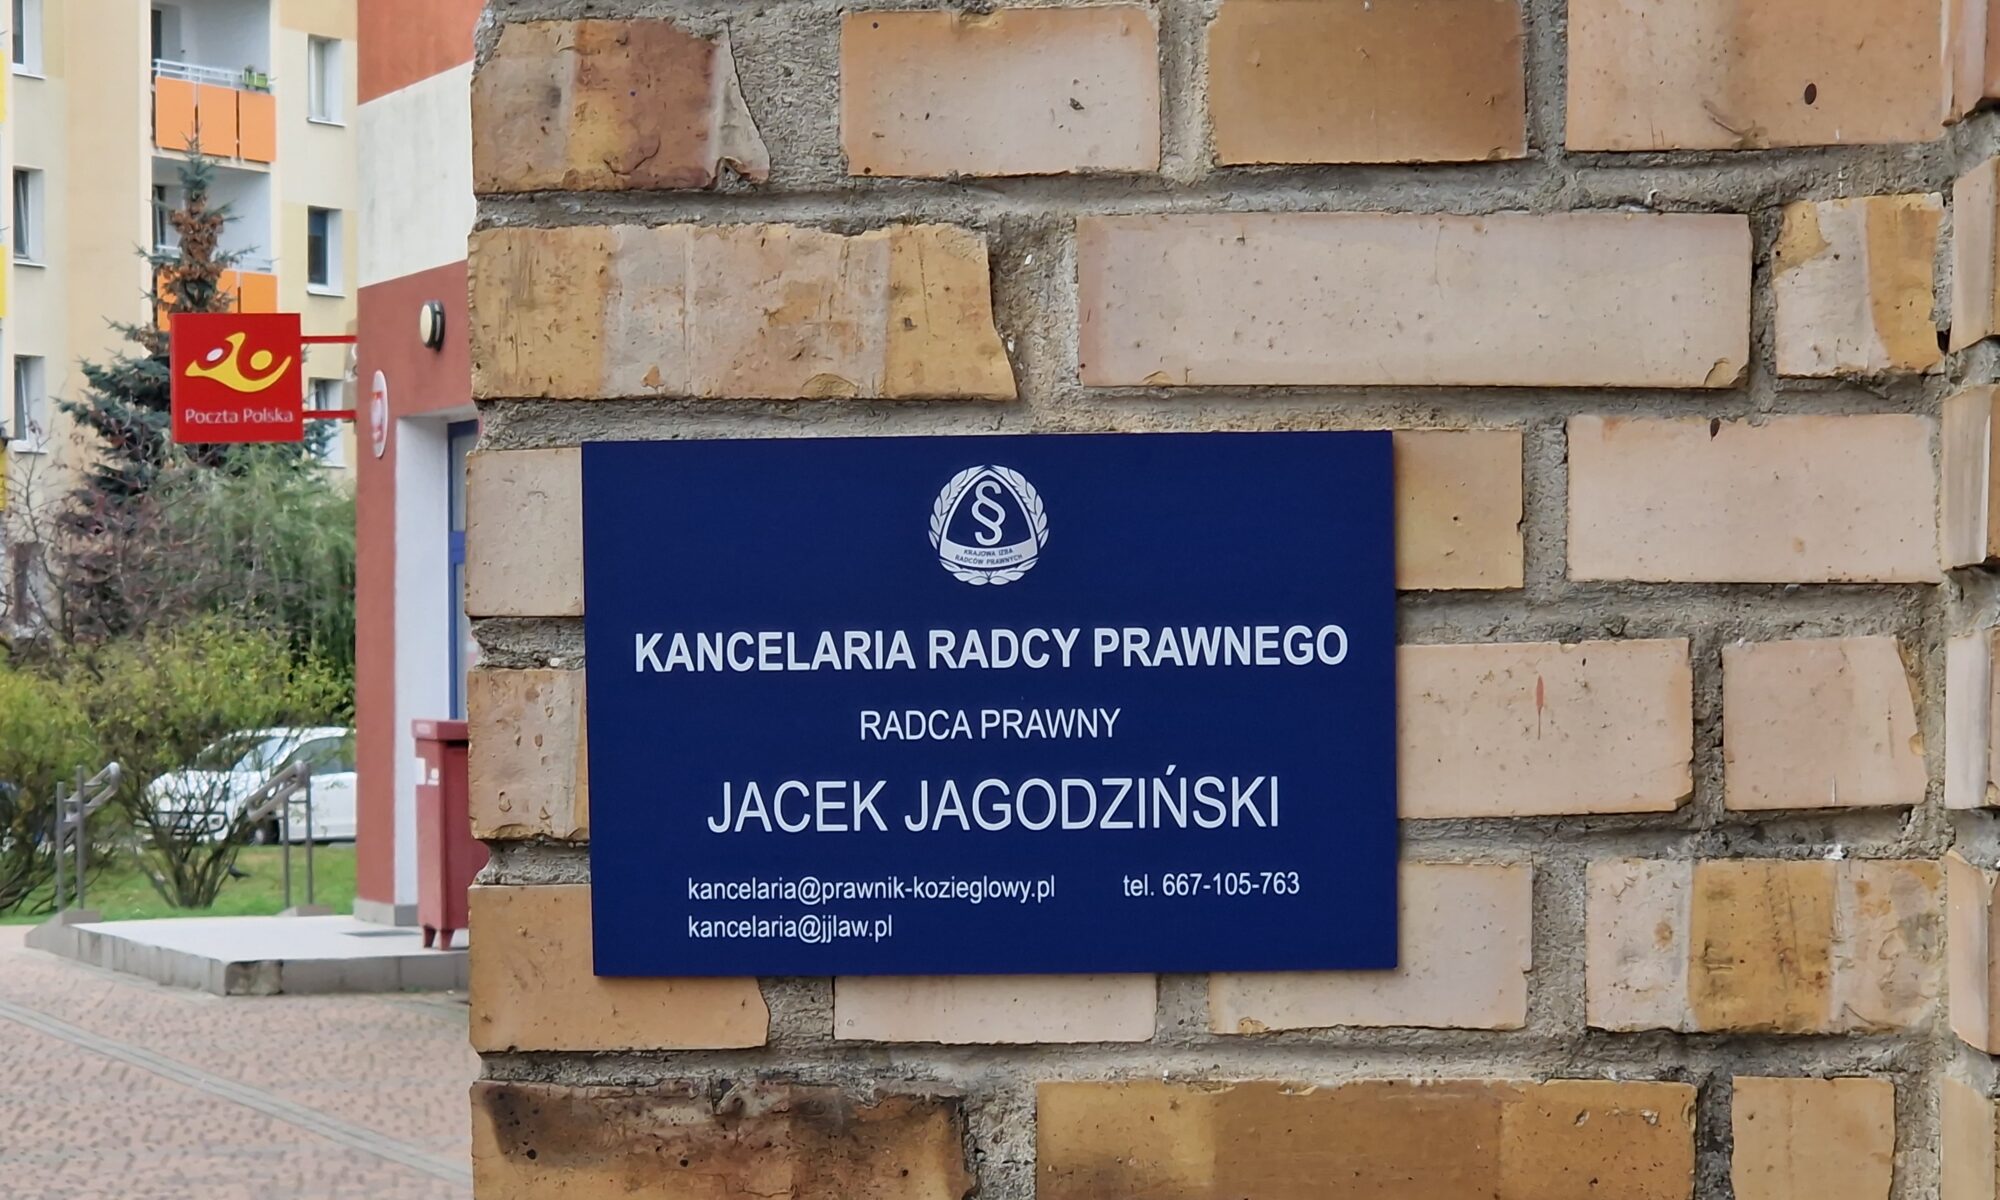 Poczta Polska
KRAJOWA IZBA
RADCÓW PRAWNYCH
KANCELARIA RADCY PRAWNEGO
RADCA PRAWNY
JACEK JAGODZIŃSKI
kancelaria@prawnik-kozieglowy.pl tel. 667-105-763
kancelaria@jjlaw.pl